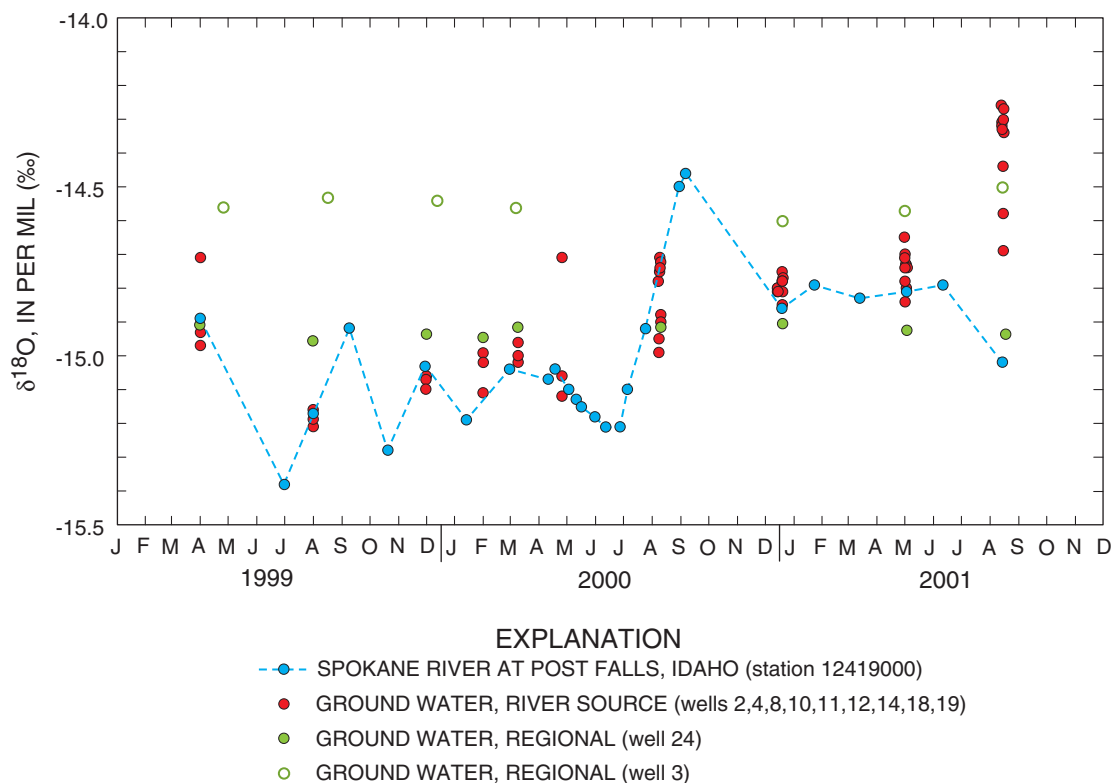 -14.0
-14.5
-15.0
-15.5
δ18O, IN PER MIL (‰)
J F M A M J J A S O N D J F M A M J J A S O N D J F M A M J J A S O N D
1999 2000 2001
EXPLANATION
SPOKANE RIVER AT POST FALLS, IDAHO (station 12419000)
GROUND WATER, RIVER SOURCE (wells 2,4,8,10,11,12,14,18,19)
GROUND WATER, REGIONAL (well 24)
GROUND WATER, REGIONAL (well 3)